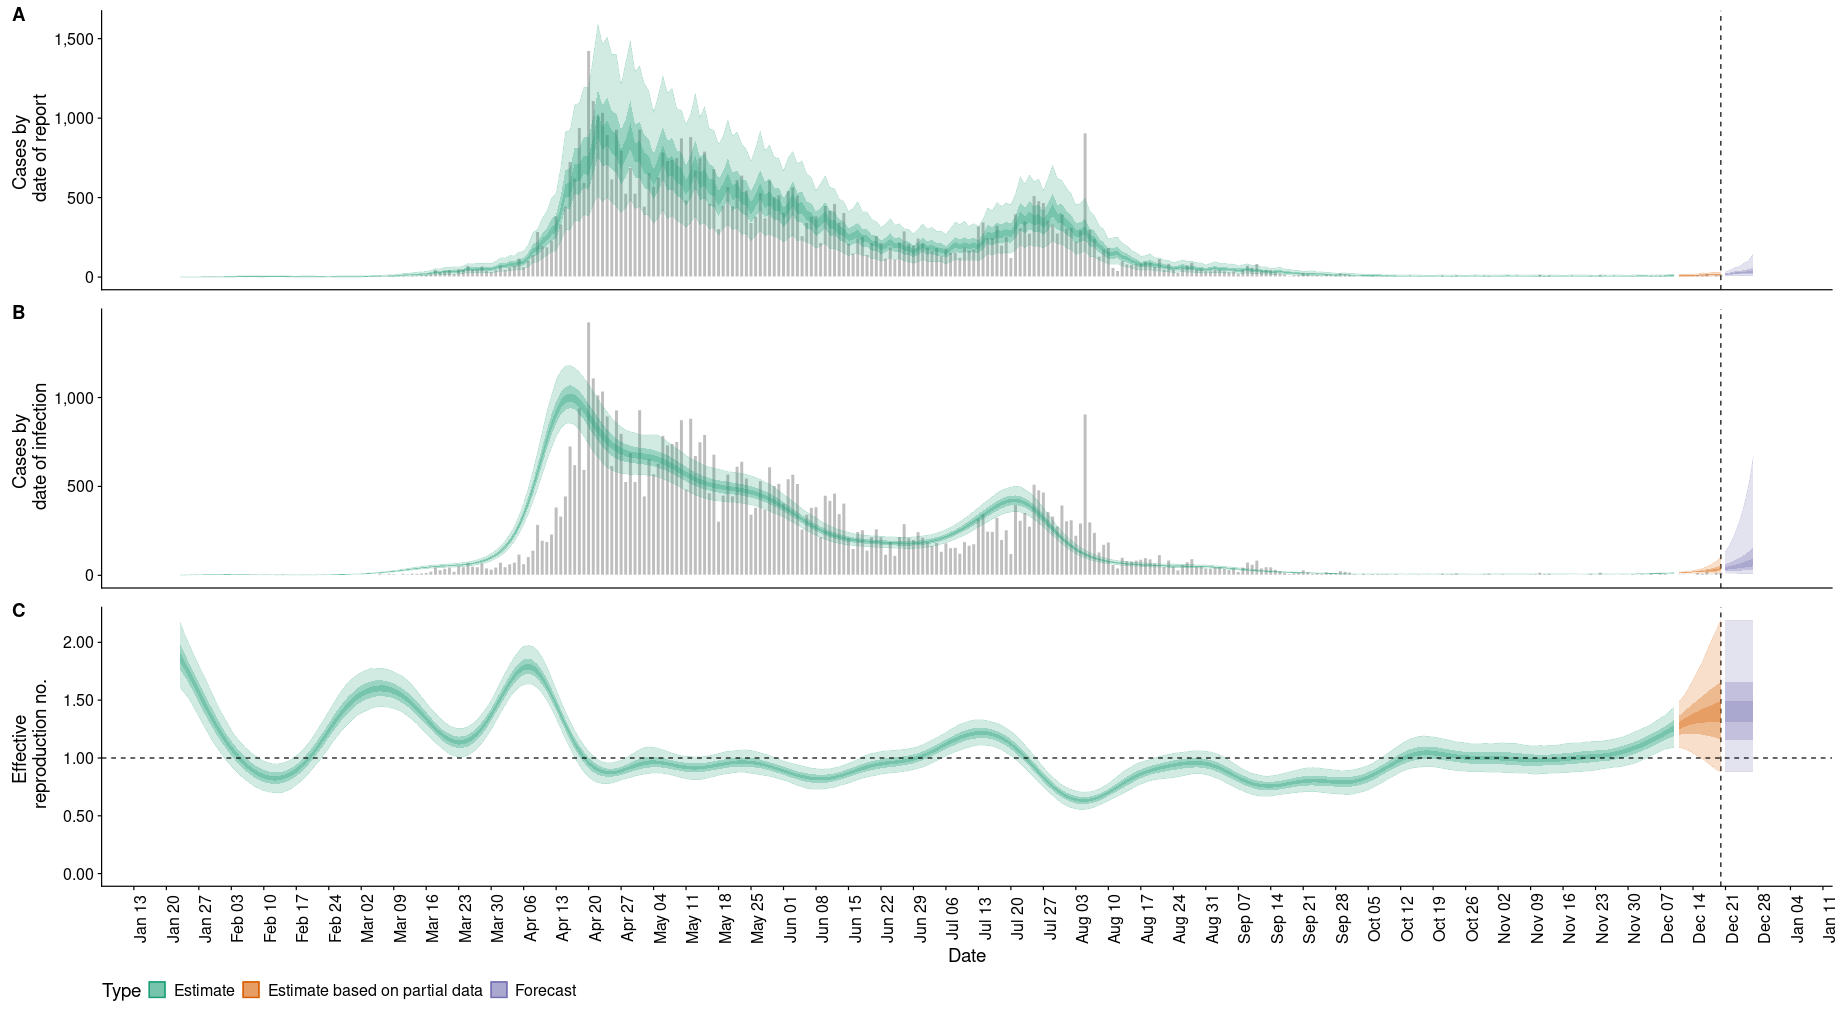 A
Cases by
date of report
1,500
1,000
500
0
B
Cases by
date of infection
1,000
500
0
C
Effective
reproduction no.
2.00
1.50
1.00
0.50
0.00
Jan 13
Jan 20
Jan 27
Feb 03
Feb 10
Feb 17
Feb 24
Mar 02
Mar 09
Mar 16
Mar 23
Mar 30
Apr 06
Apr 13
Apr 20
Apr 27
May 04
May 11
May 18
May 25
Jun 01
Jun 08
Jun 15
Jun 22
Jun 29
Jul 06
Jul 13
Jul 20
Jul 27
Aug 03
Aug 10
Aug 17
Aug 24
Aug 31
Sep 07
Sep 14
Sep 21
Sep 28
Oct 05
Oct 12
Oct 19
Oct 26
Nov 02
Nov 09
Nov 16
Nov 23
Nov 30
Dec 07
Dec 14
Dec 21
Dec 28
Jan 04
Jan 11
Date
Type Estimate Estimate based on partial data Forecast